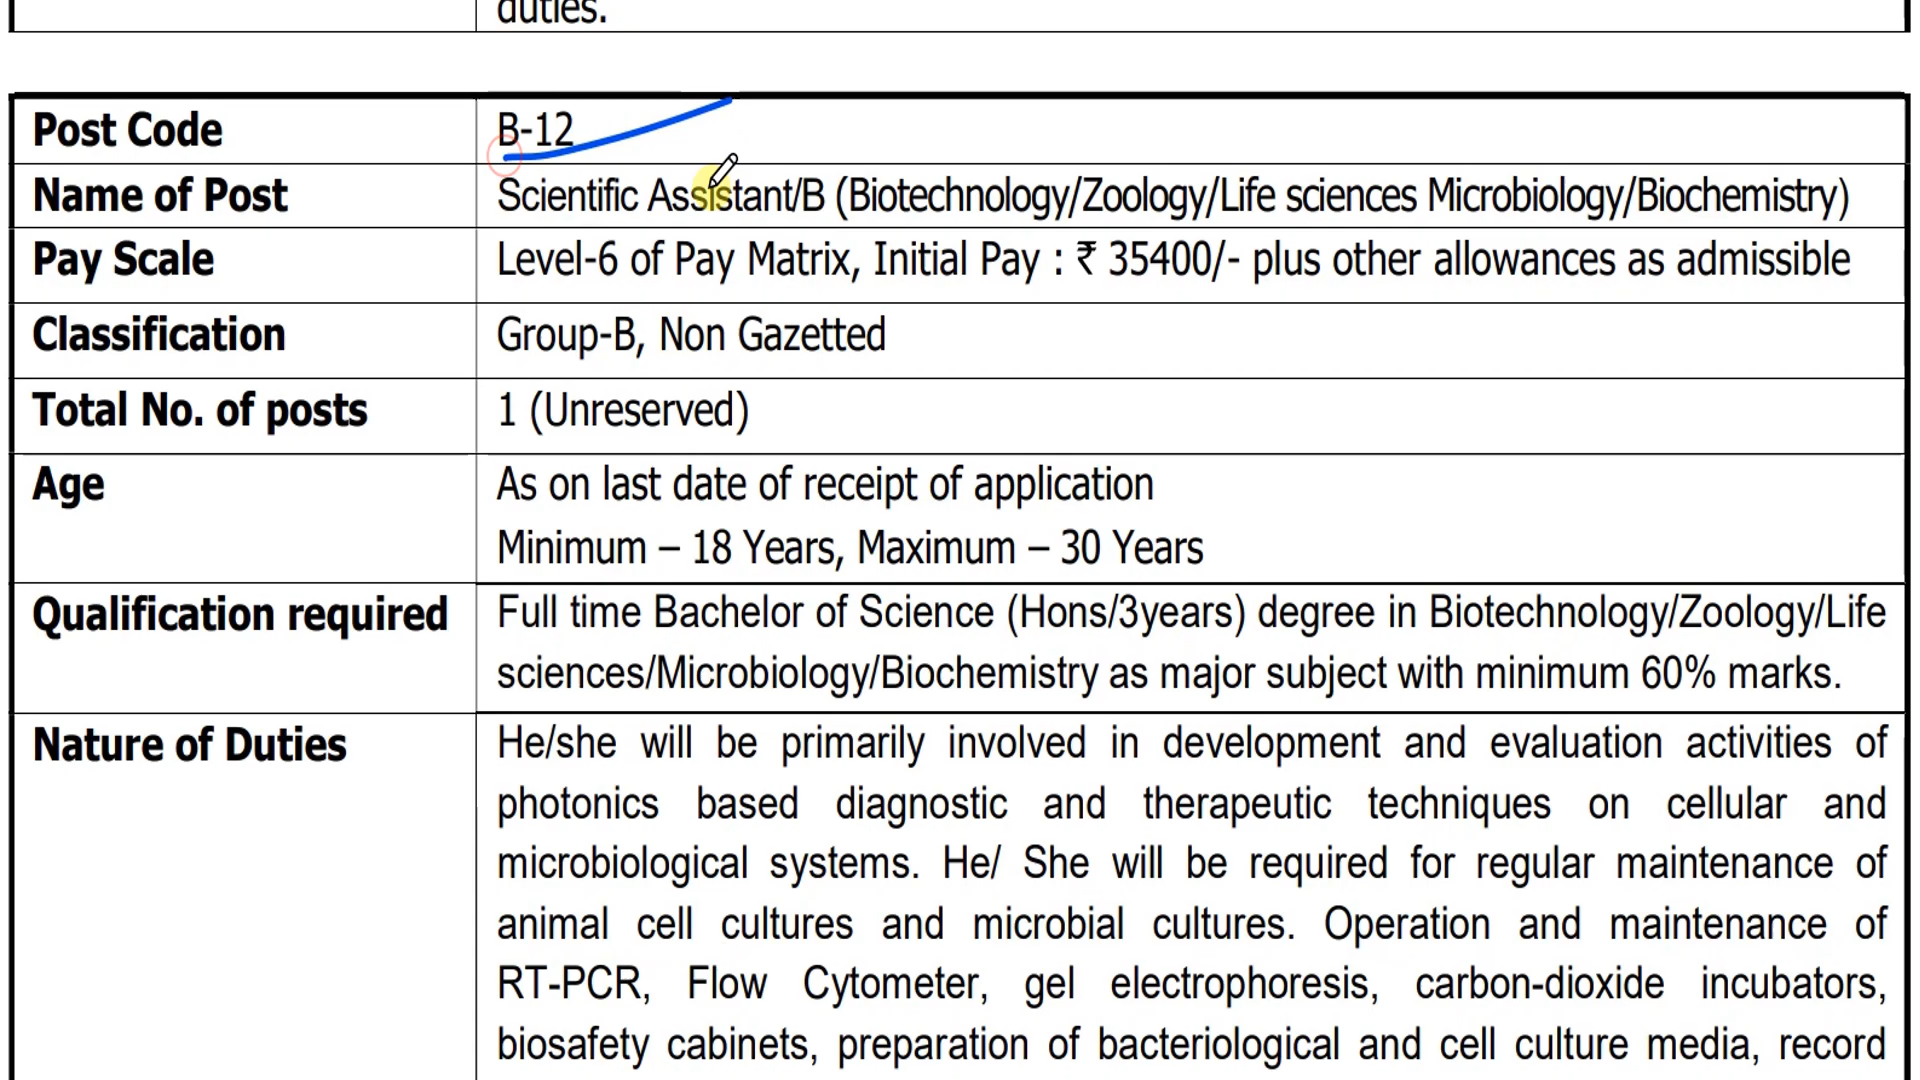 duties.
Post Code B-12
Name of Post Scientific Assistant/B (Biotechnology/Zoology/Life sciences Microbiology/Biochemistry)
Pay Scale Level-6 of Pay Matrix, Initial Pay : ₹ 35400/- plus other allowances as admissible
Classification Group-B, Non Gazetted
Total No. of posts 1 (Unreserved)
Age As on last date of receipt of application
Minimum – 18 Years, Maximum – 30 Years
Qualification required Full time Bachelor of Science (Hons/3years) degree in Biotechnology/Zoology/Life
sciences/Microbiology/Biochemistry as major subject with minimum 60% marks.
Nature of Duties He/she will be primarily involved in development and evaluation activities of
photonics based diagnostic and therapeutic techniques on cellular and
microbiological systems. He/ She will be required for regular maintenance of
animal cell cultures and microbial cultures. Operation and maintenance of
RT-PCR, Flow Cytometer, gel electrophoresis, carbon-dioxide incubators,
biosafety cabinets, preparation of bacteriological and cell culture media, record